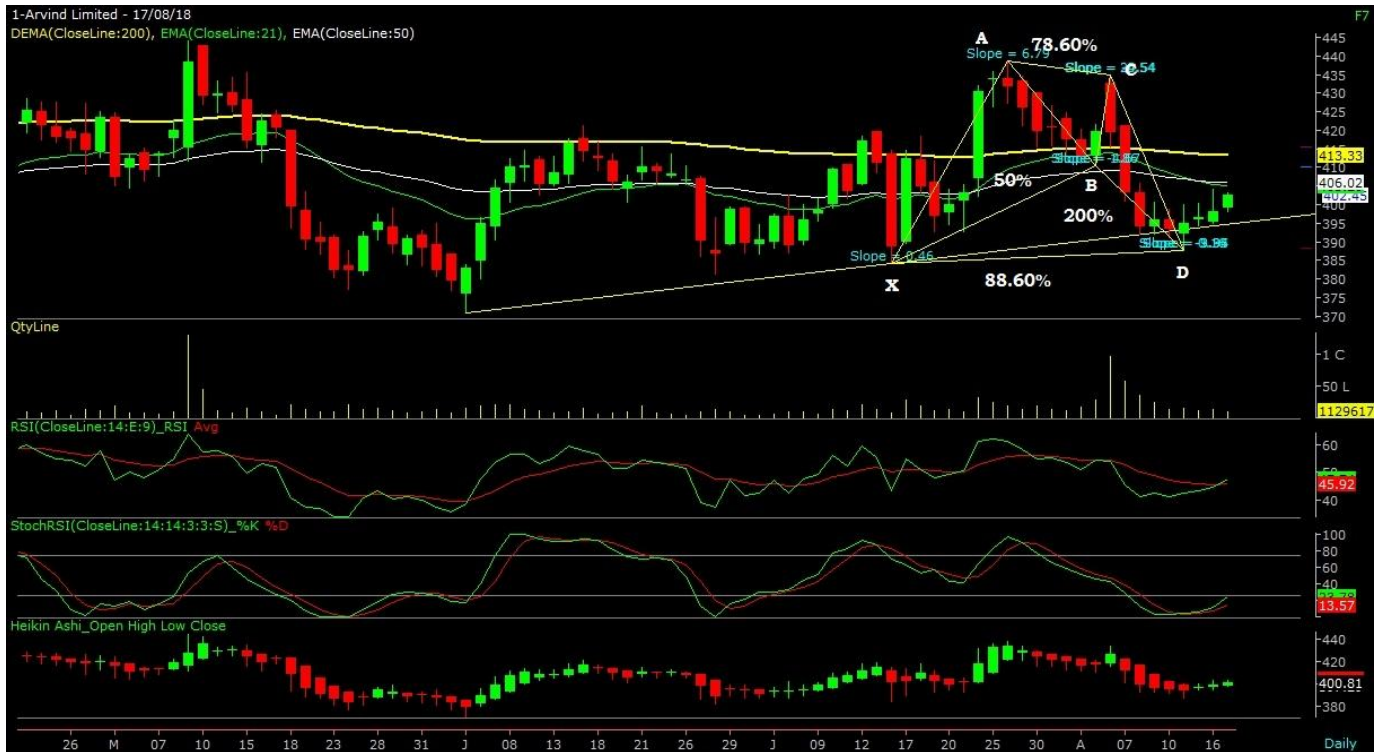 1-Arvind Limited - 17/08/18
F7
DEMA(CloseLine:200), EMA(CloseLine:21), EMA(CloseLine:50)
A
78.60%
Slope = 6.79
C
50%
B
200%
Slope = 0.46
X
88.60%
D
445
440
435
430
425
420
415
410
400
395
390
385
380
375
370
413.33
406.02
402.45
QtyLine
1 C
50 L
1129617
RSI(CloseLine:14:E:9)_RSI Avg
60
40
45.92
StochRSI(CloseLine:14:14:3:3:S)_%K %D
100
80
60
40
13.57
Heikin Ashi_Open High Low Close
440
420
400.81
380
26 M 07 10 15 18 23 28 31 J 08 13 18 21 26 29 J 09 12 17 20 25 30 A 07 10 16
Daily